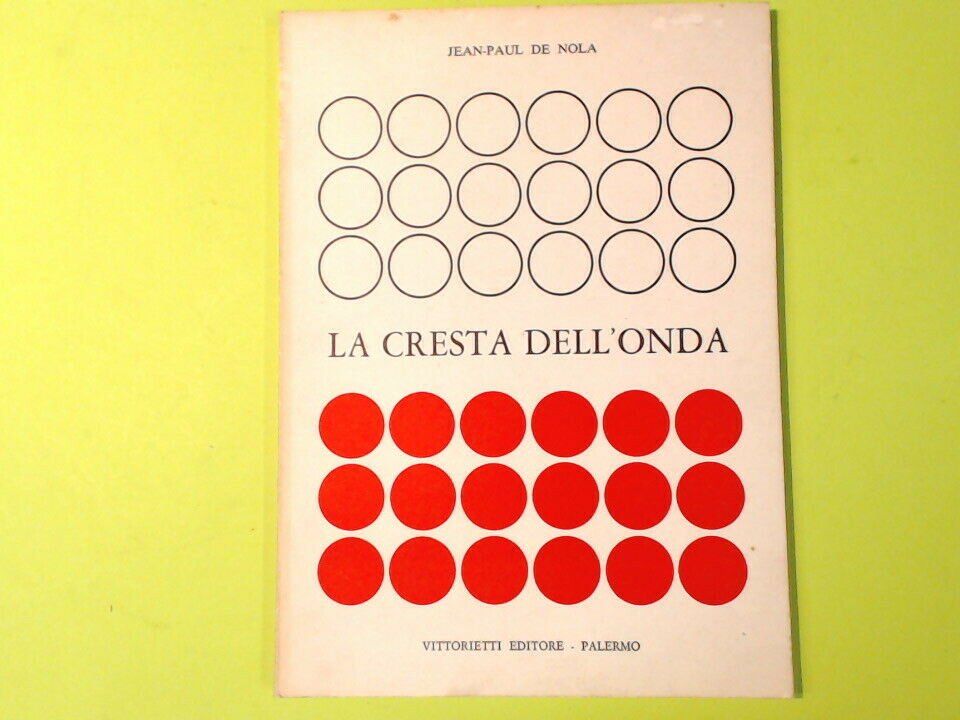 JEAN-PAUL DE NOLA
LA CRESTA DELL'ONDA
VITTORIETTI EDITORE - PALERMO